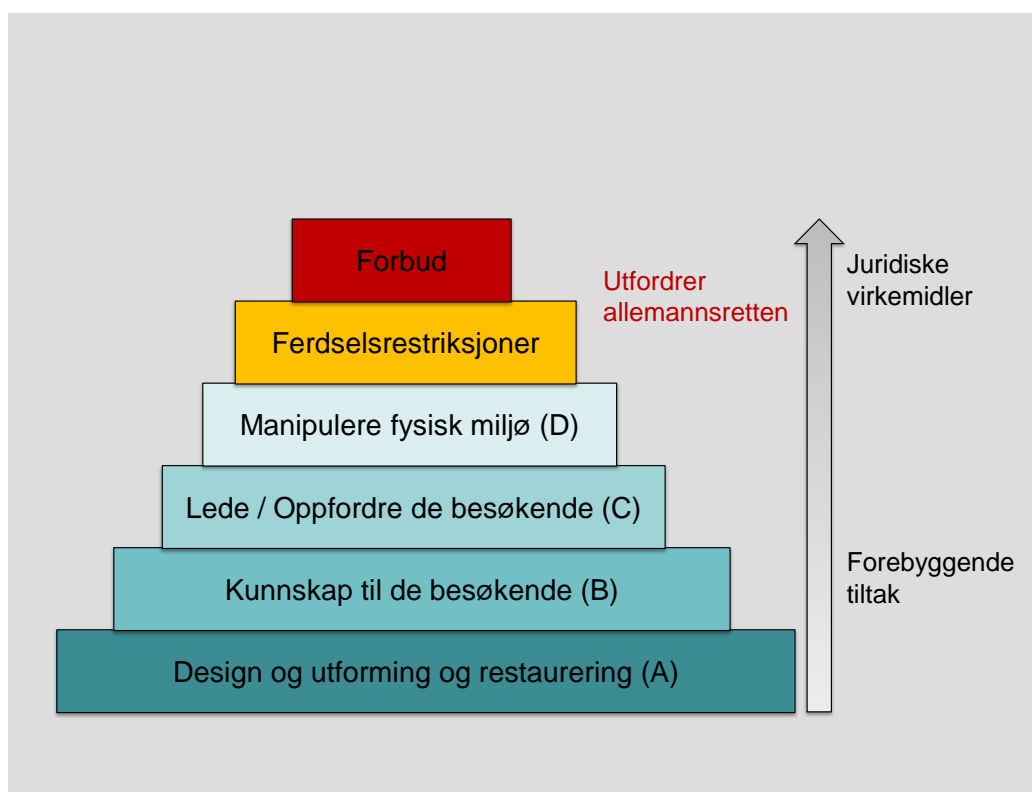 Forbud
Utfordrer
allemannsretten
Juridiske
virkemidler
Ferdselsrestriksjoner
Manipulere fysisk miljø (D)
Lede / Oppfordre de besøkende (C)
Kunnskap til de besøkende (B)
Forebyggende
tiltak
Design og utforming og restaurering (A)